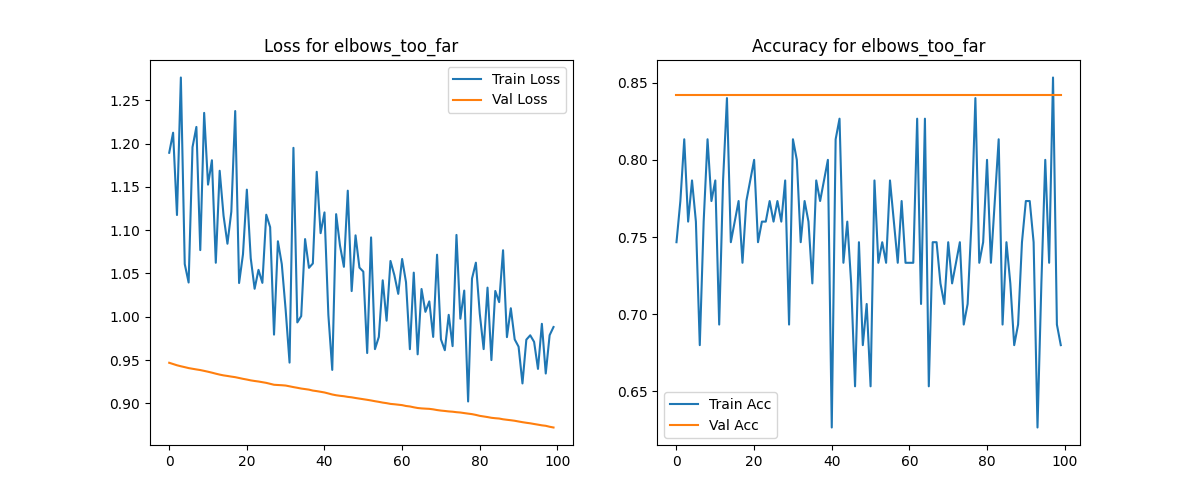 Loss for elbows_too_far
1.25
1.20
1.15
1.10
1.05
1.00
0.95
0.90
0 20 40 60 80 100
Train Loss
Val Loss
Accuracy for elbows_too_far
0.85
0.80
0.75
0.70
0.65
0 20 40 60 80 100
Train Acc
Val Acc